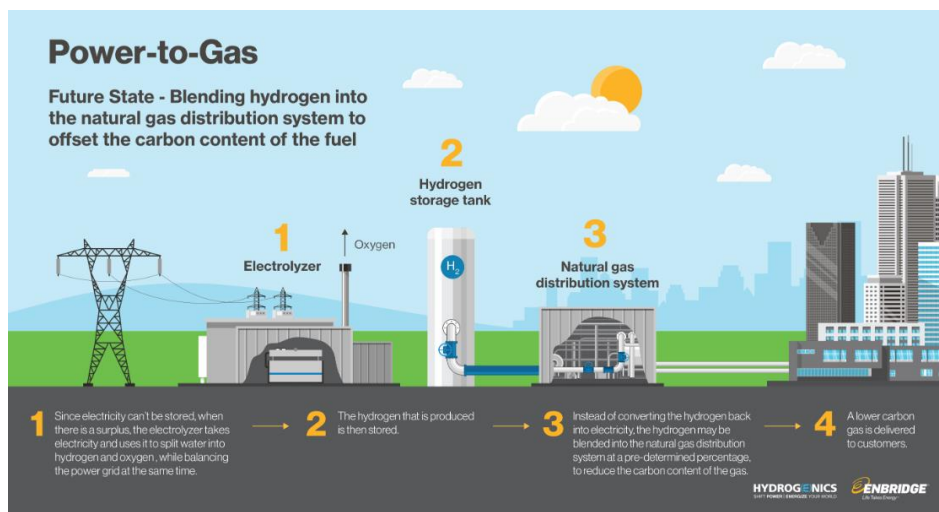 Power-to-Gas
Future State - Blending hydrogen into
the natural gas distribution system to
offset the carbon content of the fuel
1
Electrolyzer
Oxygen
2
Hydrogen
storage tank
H2
3
Natural gas
distribution system
1
Since electricity can't be stored, when
there is a surplus, the electrolyzer takes
electricity and uses it to split water into
hydrogen and oxygen , while balancing
the power grid at the same time.
2
The hydrogen that is produced
is then stored.
3
Instead of converting the hydrogen back
into electricity, the hydrogen may be
blended into the natural gas distribution
system at a pre-determined percentage,
to reduce the carbon content of the gas.
4
A lower carbon
gas is delivered
to customers.
HYDROGENICS
SHIFT POWER | ENERGIZE YOUR WORLD
ENBRIDGE
Life Takes Energy